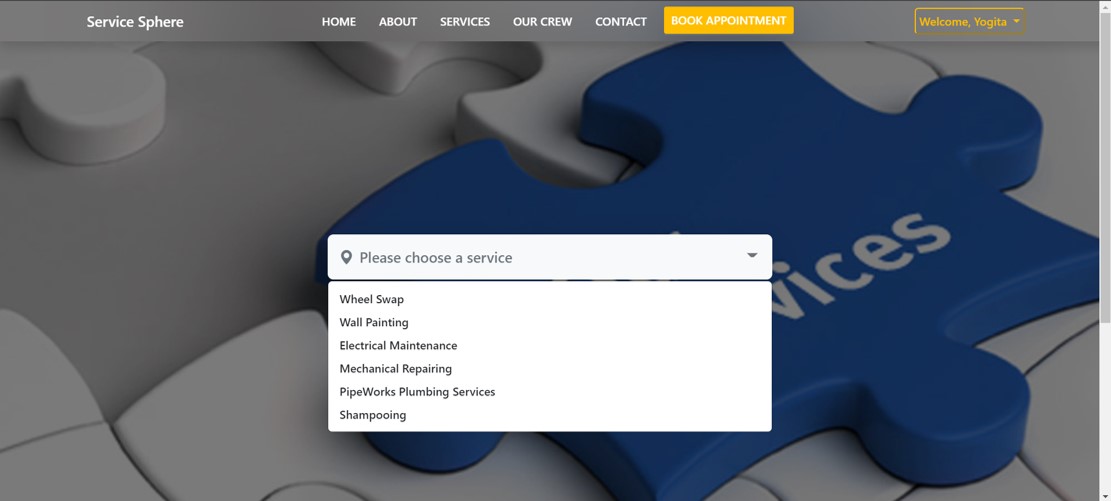 Service Sphere HOME ABOUT SERVICES OUR CREW CONTACT BOOK APPOINTMENT Welcome, Yogita
Please choose a service
Wheel Swap
Wall Painting
Electrical Maintenance
Mechanical Repairing
PipeWorks Plumbing Services
Shampooing